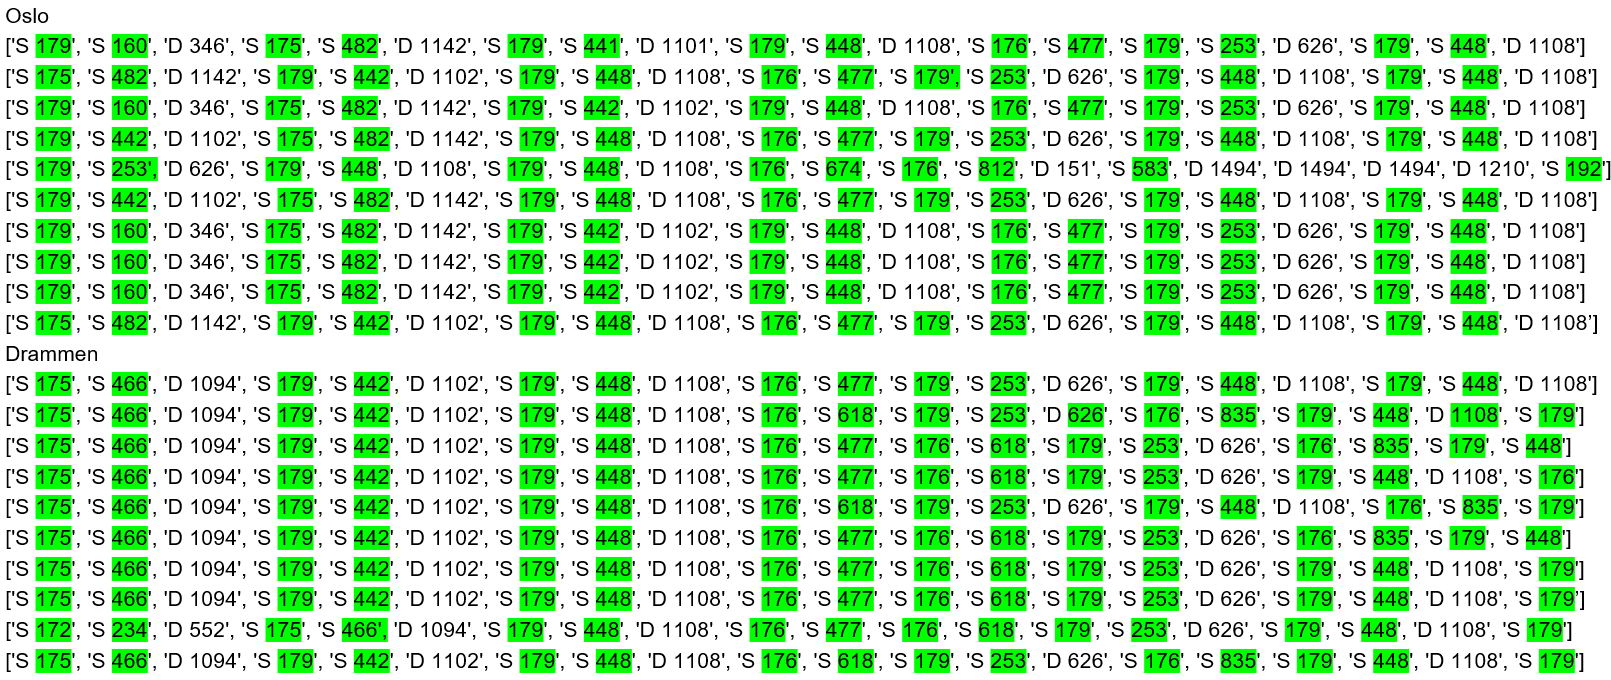 Oslo
['S 179', 'S 160', 'D 346', 'S 175', 'S 482', 'D 1142', 'S 179', 'S 441', 'D 1101', 'S 179', 'S 448', 'D 1108', 'S 176', 'S 477', 'S 179', 'S 253', 'D 626', 'S 179', 'S 448', 'D 1108']
['S 175', 'S 482', 'D 1142', 'S 179', 'S 442', 'D 1102', 'S 179', 'S 448', 'D 1108', 'S 176', 'S 477', 'S 179', 'S 253', 'D 626', 'S 179', 'S 448', 'D 1108', 'S 179', 'S 448', 'D 1108']
['S 179', 'S 160', 'D 346', 'S 175', 'S 482', 'D 1142', 'S 179', 'S 442', 'D 1102', 'S 179', 'S 448', 'D 1108', 'S 176', 'S 477', 'S 179', 'S 253', 'D 626', 'S 179', 'S 448', 'D 1108']
['S 179', 'S 442', 'D 1102', 'S 175', 'S 482', 'D 1142', 'S 179', 'S 448', 'D 1108', 'S 176', 'S 477', 'S 179', 'S 253', 'D 626', 'S 179', 'S 448', 'D 1108', 'S 179', 'S 448', 'D 1108']
['S 179', 'S 253', 'D 626', 'S 179', 'S 448', 'D 1108', 'S 179', 'S 448', 'D 1108', 'S 176', 'S 674', 'S 176', 'S 812', 'D 151', 'S 583', 'D 1494', 'D 1494', 'D 1494', 'D 1210', 'S 192']
['S 179', 'S 442', 'D 1102', 'S 175', 'S 482', 'D 1142', 'S 179', 'S 448', 'D 1108', 'S 176', 'S 477', 'S 179', 'S 253', 'D 626', 'S 179', 'S 448', 'D 1108', 'S 179', 'S 448', 'D 1108']
['S 179', 'S 160', 'D 346', 'S 175', 'S 482', 'D 1142', 'S 179', 'S 442', 'D 1102', 'S 179', 'S 448', 'D 1108', 'S 176', 'S 477', 'S 179', 'S 253', 'D 626', 'S 179', 'S 448', 'D 1108']
['S 179', 'S 160', 'D 346', 'S 175', 'S 482', 'D 1142', 'S 179', 'S 442', 'D 1102', 'S 179', 'S 448', 'D 1108', 'S 176', 'S 477', 'S 179', 'S 253', 'D 626', 'S 179', 'S 448', 'D 1108']
['S 179', 'S 160', 'D 346', 'S 175', 'S 482', 'D 1142', 'S 179', 'S 442', 'D 1102', 'S 179', 'S 448', 'D 1108', 'S 176', 'S 477', 'S 179', 'S 253', 'D 626', 'S 179', 'S 448', 'D 1108']
['S 175', 'S 482', 'D 1142', 'S 179', 'S 442', 'D 1102', 'S 179', 'S 448', 'D 1108', 'S 176', 'S 477', 'S 179', 'S 253', 'D 626', 'S 179', 'S 448', 'D 1108', 'S 179', 'S 448', 'D 1108’]
Drammen
['S 175', 'S 466', 'D 1094', 'S 179', 'S 442', 'D 1102', 'S 179', 'S 448', 'D 1108', 'S 176', 'S 477', 'S 179', 'S 253', 'D 626', 'S 179', 'S 448', 'D 1108', 'S 179', 'S 448', 'D 1108']
['S 175', 'S 466', 'D 1094', 'S 179', 'S 442', 'D 1102', 'S 179', 'S 448', 'D 1108', 'S 176', 'S 618', 'S 179', 'S 253', 'D 626', 'S 176', 'S 835', 'S 179', 'S 448', 'D 1108', 'S 179']
['S 175', 'S 466', 'D 1094', 'S 179', 'S 442', 'D 1102', 'S 179', 'S 448', 'D 1108', 'S 176', 'S 477', 'S 176', 'S 618', 'S 179', 'S 253', 'D 626', 'S 176', 'S 835', 'S 179', 'S 448']
['S 175', 'S 466', 'D 1094', 'S 179', 'S 442', 'D 1102', 'S 179', 'S 448', 'D 1108', 'S 176', 'S 477', 'S 176', 'S 618', 'S 179', 'S 253', 'D 626', 'S 179', 'S 448', 'D 1108', 'S 176']
['S 175', 'S 466', 'D 1094', 'S 179', 'S 442', 'D 1102', 'S 179', 'S 448', 'D 1108', 'S 176', 'S 618', 'S 179', 'S 253', 'D 626', 'S 179', 'S 448', 'D 1108', 'S 176', 'S 835', 'S 179']
['S 175', 'S 466', 'D 1094', 'S 179', 'S 442', 'D 1102', 'S 179', 'S 448', 'D 1108', 'S 176', 'S 477', 'S 176', 'S 618', 'S 179', 'S 253', 'D 626', 'S 176', 'S 835', 'S 179', 'S 448']
['S 175', 'S 466', 'D 1094', 'S 179', 'S 442', 'D 1102', 'S 179', 'S 448', 'D 1108', 'S 176', 'S 477', 'S 176', 'S 618', 'S 179', 'S 253', 'D 626', 'S 179', 'S 448', 'D 1108', 'S 179']
['S 175', 'S 466', 'D 1094', 'S 179', 'S 442', 'D 1102', 'S 179', 'S 448', 'D 1108', 'S 176', 'S 477', 'S 176', 'S 618', 'S 179', 'S 253', 'D 626', 'S 179', 'S 448', 'D 1108', 'S 179’]
['S 172', 'S 234', 'D 552', 'S 175', 'S 466', 'D 1094', 'S 179', 'S 448', 'D 1108', 'S 176', 'S 477', 'S 176', 'S 618', 'S 179', 'S 253', 'D 626', 'S 179', 'S 448', 'D 1108', 'S 179']
['S 175', 'S 466', 'D 1094', 'S 179', 'S 442', 'D 1102', 'S 179', 'S 448', 'D 1108', 'S 176', 'S 618', 'S 179', 'S 253', 'D 626', 'S 176', 'S 835', 'S 179', 'S 448', 'D 1108', 'S 179']